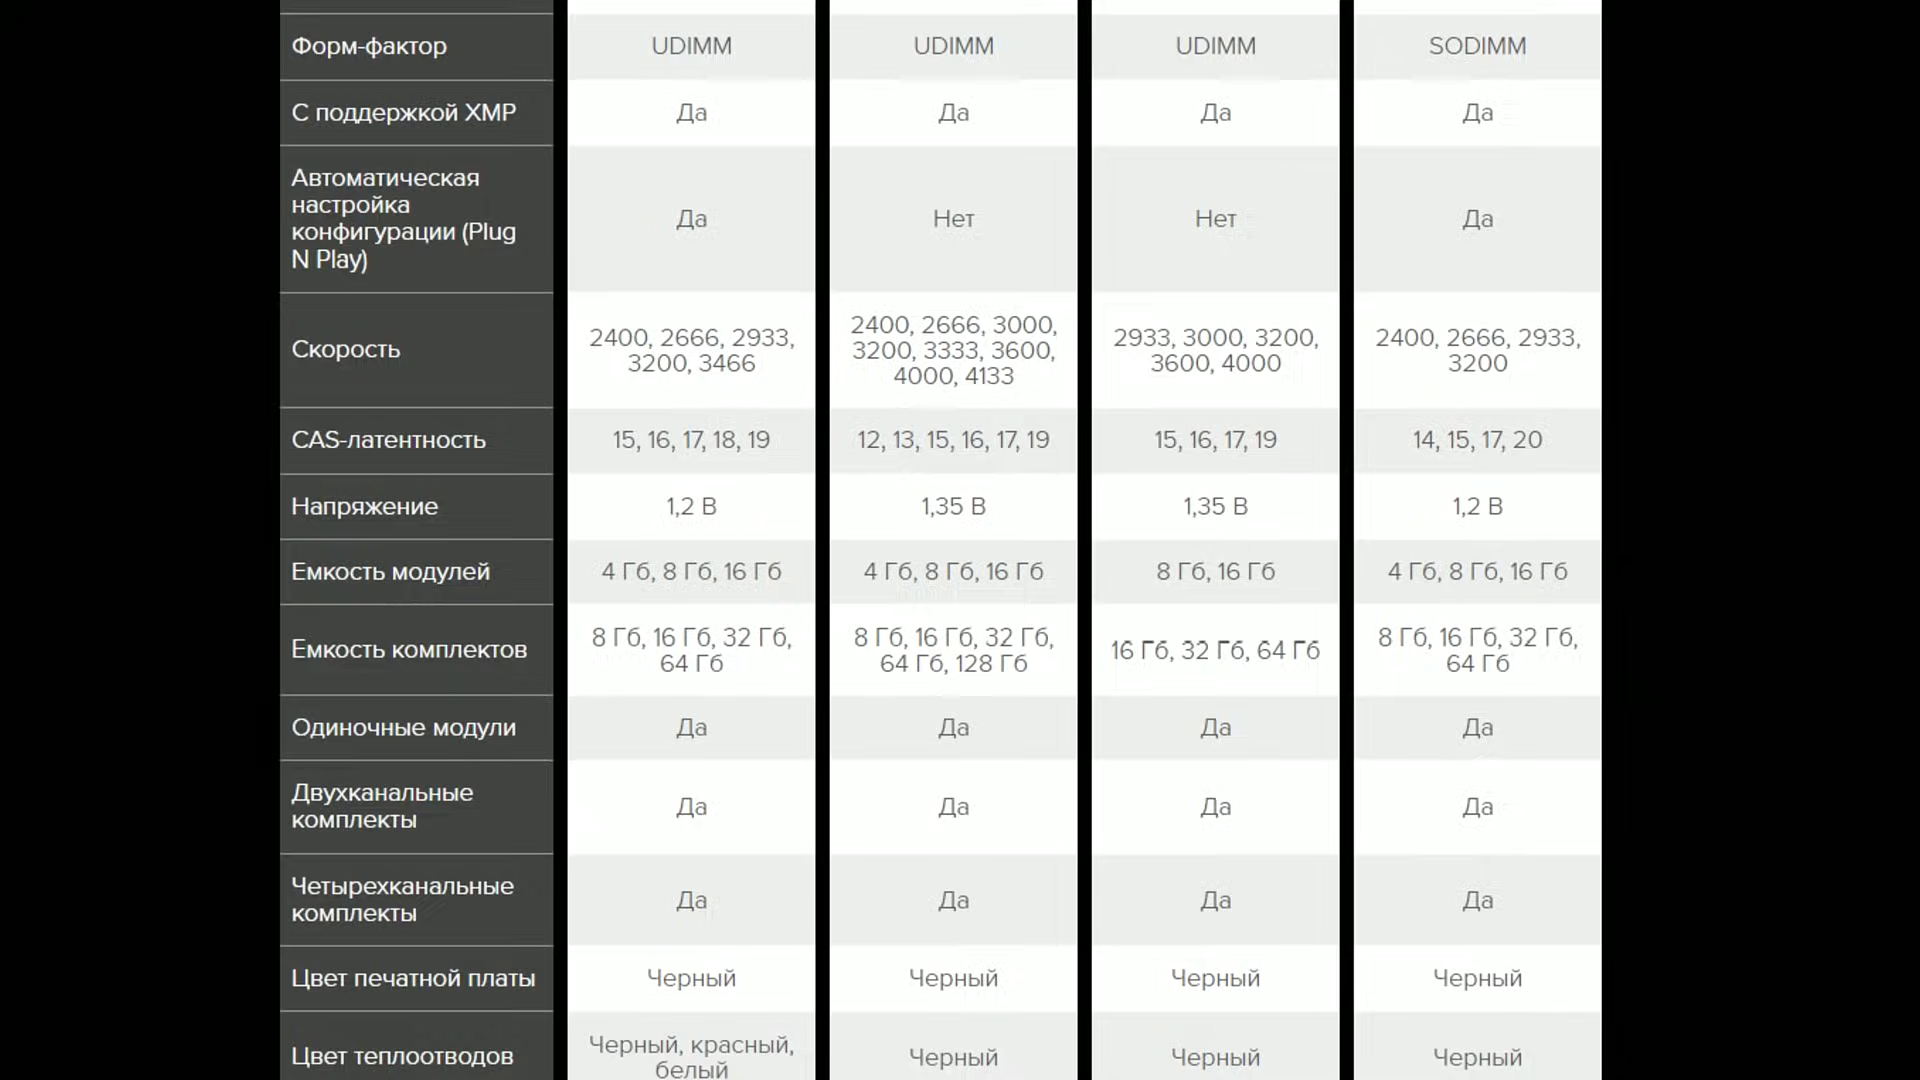 Форм-фактор UDIMM UDIMM UDIMM SODIMM
С поддержкой XMP Да Да Да Да
Автоматическая
настройка
конфигурации (Plug
N Play) Да Нет Нет Да
Скорость
2400, 2666, 2933,
3200, 3466
2400, 2666, 3000,
3200, 3333, 3600,
4000, 4133
2933, 3000, 3200,
3600, 4000
2400, 2666, 2933,
3200
CAS-латентность 15, 16, 17, 18, 19 12, 13, 15, 16, 17, 19 15, 16, 17, 19 14, 15, 17, 20
Напряжение 1,2 В 1,35 В 1,35 В 1,2 В
Емкость модулей 4 Гб, 8 Гб, 16 Гб 4 Гб, 8 Гб, 16 Гб 8 Гб, 16 Гб 4 Гб, 8 Гб, 16 Гб
Емкость комплектов
8 Гб, 16 Гб, 32 Гб,
64 Гб
8 Гб, 16 Гб, 32 Гб,
64 Гб, 128 Гб
16 Гб, 32 Гб, 64 Гб
8 Гб, 16 Гб, 32 Гб,
64 Гб
Одиночные модули Да Да Да Да
Двухканальные
комплекты Да Да Да Да
Четырехканальные
комплекты Да Да Да Да
Цвет печатной платы Черный Черный Черный Черный
Цвет теплоотводов
Черный, красный,
белый
Черный Черный Черный